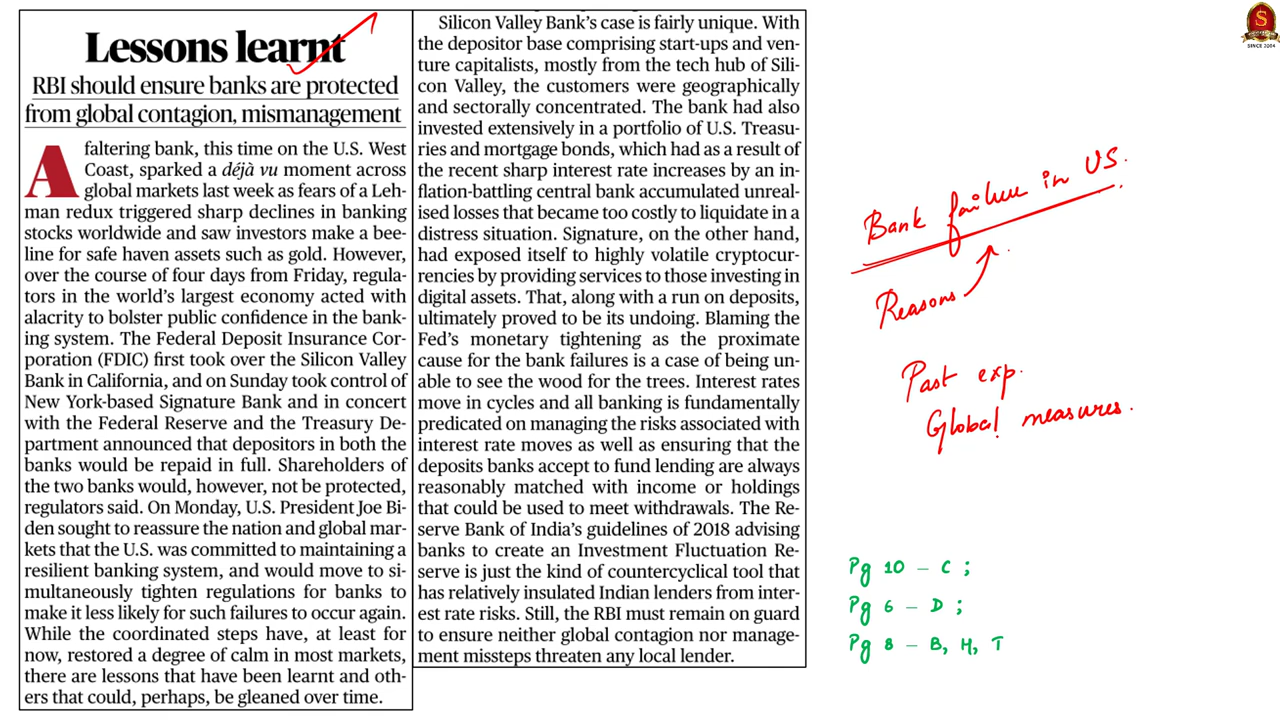 Lessons learnt
RBI should ensure banks are protected
from global contagion, mismanagement
A faltering bank, this time on the U.S. West
Coast, sparked a déjà vu moment across
global markets last week as fears of a Leh-
man redux triggered sharp declines in banking
stocks worldwide and saw investors make a bee-
line for safe haven assets such as gold. However,
over the course of four days from Friday, regula-
tors in the world's largest economy acted with
alacrity to bolster public confidence in the bank-
ing system. The Federal Deposit Insurance Cor-
poration (FDIC) first took over the Silicon Valley
Bank in California, and on Sunday took control of
New York-based Signature Bank and in concert
with the Federal Reserve and the Treasury De-
partment announced that depositors in both the
banks would be repaid in full. Shareholders of
the two banks would, however, not be protected,
regulators said. On Monday, U.S. President Joe Bi-
den sought to reassure the nation and global mar-
kets that the U.S. was committed to maintaining a
resilient banking system, and would move to si-
multaneously tighten regulations for banks to
make it less likely for such failures to occur again.
While the coordinated steps have, at least for
now, restored a degree of calm in most markets,
there are lessons that have been learnt and oth-
ers that could, perhaps, be gleaned over time.
Silicon Valley Bank's case is fairly unique. With
the depositor base comprising start-ups and ven-
ture capitalists, mostly from the tech hub of Sili-
con Valley, the customers were geographically
and sectorally concentrated. The bank had also
invested extensively in a portfolio of U.S. Treasu-
ries and mortgage bonds, which had as a result of
the recent sharp interest rate increases by an in-
flation-battling central bank accumulated unreal-
ised losses that became too costly to liquidate in a
distress situation. Signature, on the other hand,
had exposed itself to highly volatile cryptocur-
rencies by providing services to those investing in
digital assets. That, along with a run on deposits,
ultimately proved to be its undoing. Blaming the
Fed's monetary tightening as the proximate
cause for the bank failures is a case of being un-
able to see the wood for the trees. Interest rates
move in cycles and all banking is fundamentally
predicated on managing the risks associated with
interest rate moves as well as ensuring that the
deposits banks accept to fund lending are always
reasonably matched with income or holdings
that could be used to meet withdrawals. The Re-
serve Bank of India's guidelines of 2018 advising
banks to create an Investment Fluctuation Re-
serve is just the kind of countercyclical tool that
has relatively insulated Indian lenders from inter-
est rate risks. Still, the RBI must remain on guard
to ensure neither global contagion nor manage-
ment missteps threaten any local lender.
Bank failure in US.
Reasons
Past exp.
Global measures.
Pg 10 - C ;
Pg 6 - D ;
Pg 8 - B, H, T
S
SINCE 2004